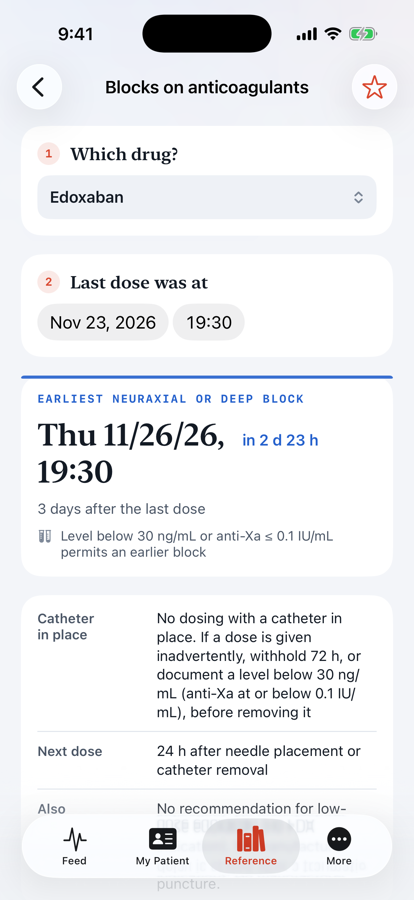 9:41
Blocks on anticoagulants
1 Which drug?
Edoxaban
2 Last dose was at
Nov 23, 2026 19:30
EARLIEST NEURAXIAL OR DEEP BLOCK
Thu 11/26/26, in 2 d 23 h
19:30
3 days after the last dose
Level below 30 ng/mL or anti-Xa ≤ 0.1 IU/mL
permits an earlier block
Catheter
in place
No dosing with a catheter in
place. If a dose is given
inadvertently, withhold 72 h, or
document a level below 30 ng/
mL (anti-Xa at or below 0.1 IU/
mL), before removing it
Next dose
24 h after needle placement or
catheter removal
Also
No recommendation for low-
puncture.
Feed
My Patient
Reference
More